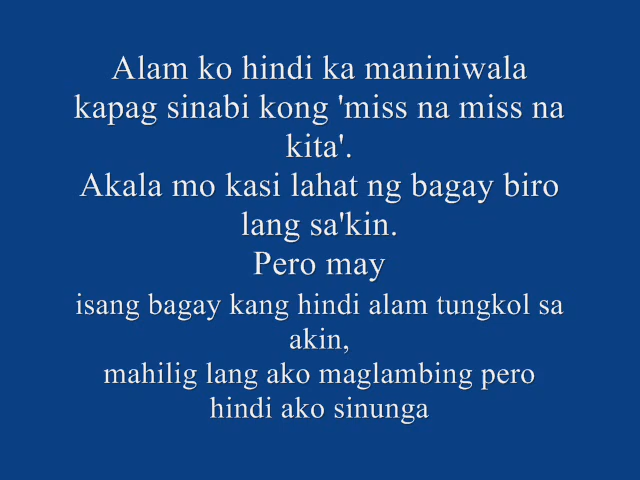 Alam ko hindi ka maniniwala
kapag sinabi kong 'miss na miss na
kita'.
Akala mo kasi lahat ng bagay biro
lang sa'kin.
Pero may
isang bagay kang hindi alam tungkol sa
akin,
mahilig lang ako maglambing pero
hindi ako sinunga